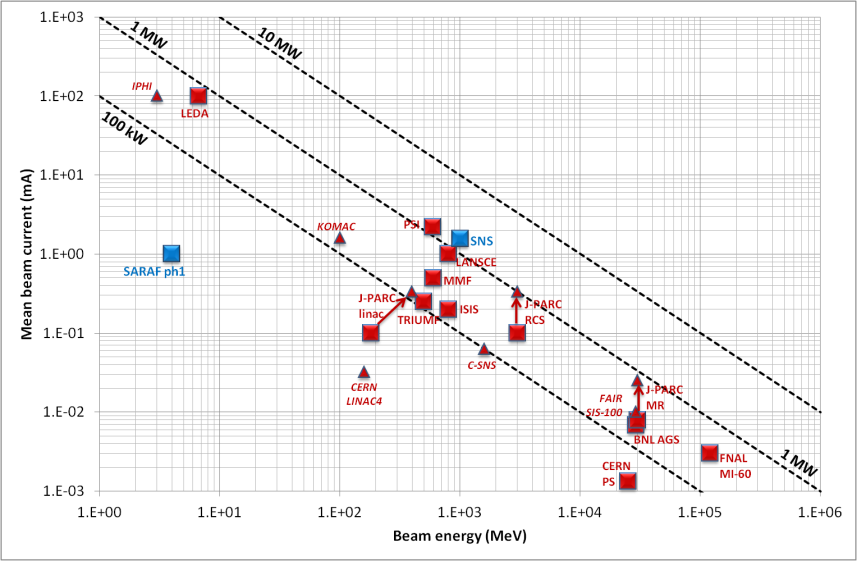 1.E+03
1 MW
10 MW
IPHI
1.E+02
LEDA
100 kW
1.E+01
KOMAC
PSI
SNS
1.E+00
LANSCE
SARAF ph1
MMF
J-PARC
linac
J-PARC
RCS
ISIS
TRIUMF
1.E-01
C-SNS
CERN
LINAC4
FAIR
SIS-100
J-PARC
MR
1.E-02
BNL AGS
CERN
PS
FNAL
MI-60
1 MW
1.E-03
1.E+00
1.E+01
1.E+02
1.E+03
1.E+04
1.E+05
1.E+06
Mean beam current (mA)
Beam energy (MeV)